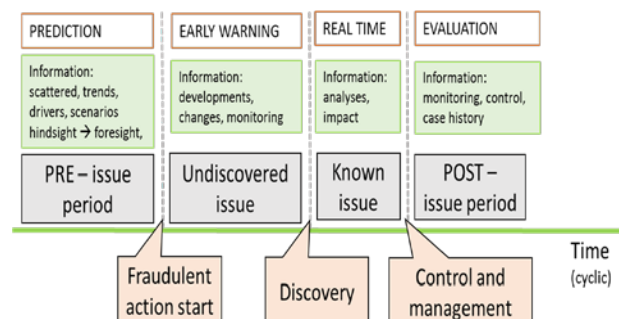 PREDICTION
EARLY WARNING
REAL TIME
EVALUATION
Information:
scattered, trends,
drivers, scenarios
hindsight → foresight,
Information:
developments,
changes, monitoring
Information:
analyses,
impact
Information:
monitoring, control,
case history
PRE – issue
period
Undiscovered
issue
Known
issue
POST –
issue period
Time
(cyclic)
Fraudulent
action start
Discovery
Control and
management